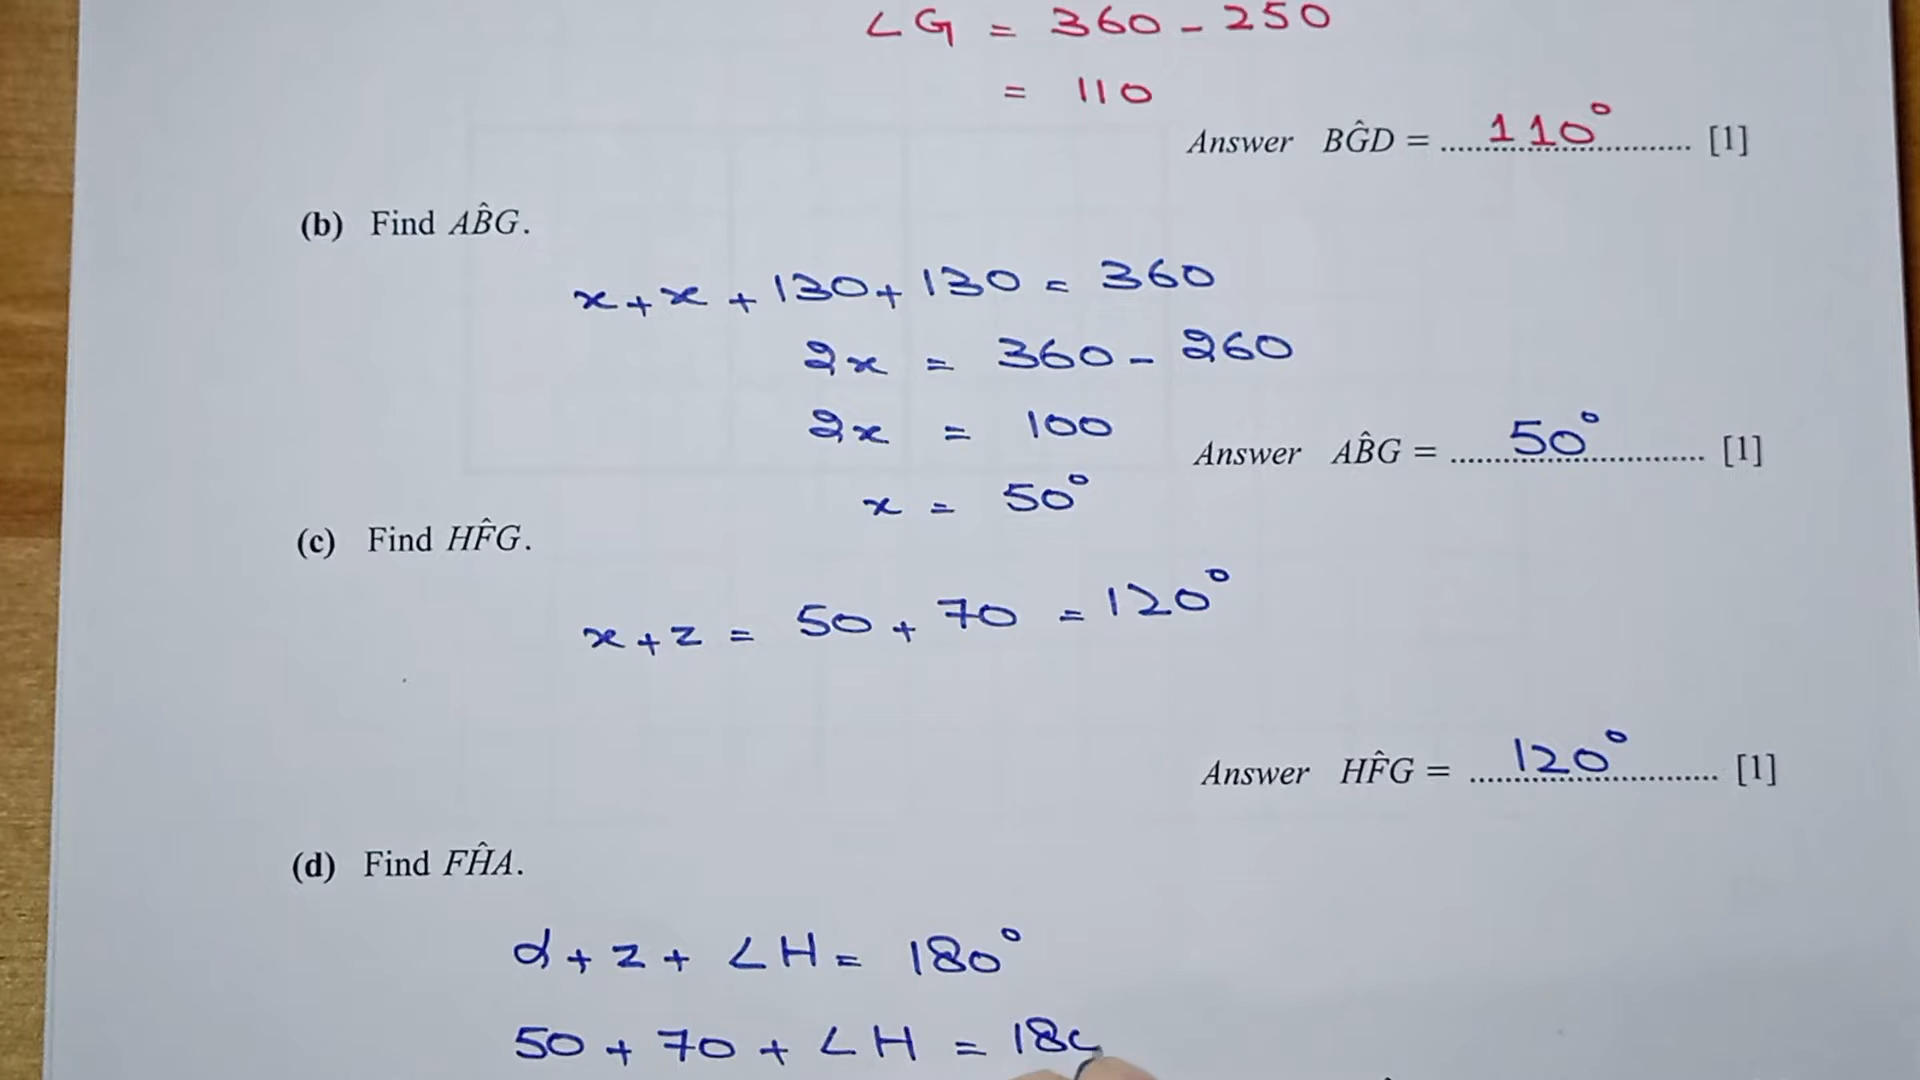 ∠G = 360 - 250
= 110
Answer BĜD = ..........110°.......... [1]
(b) Find AB̂G.
x + x + 130 + 130 = 360
2x = 360 - 260
2x = 100
Answer AB̂G = ..........50°.......... [1]
x = 50°
(c) Find HF̂G.
x + z = 50 + 70 = 120°
Answer HF̂G = ..........120°.......... [1]
(d) Find FĤA.
α + z + ∠H = 180°
50 + 70 + ∠H = 180